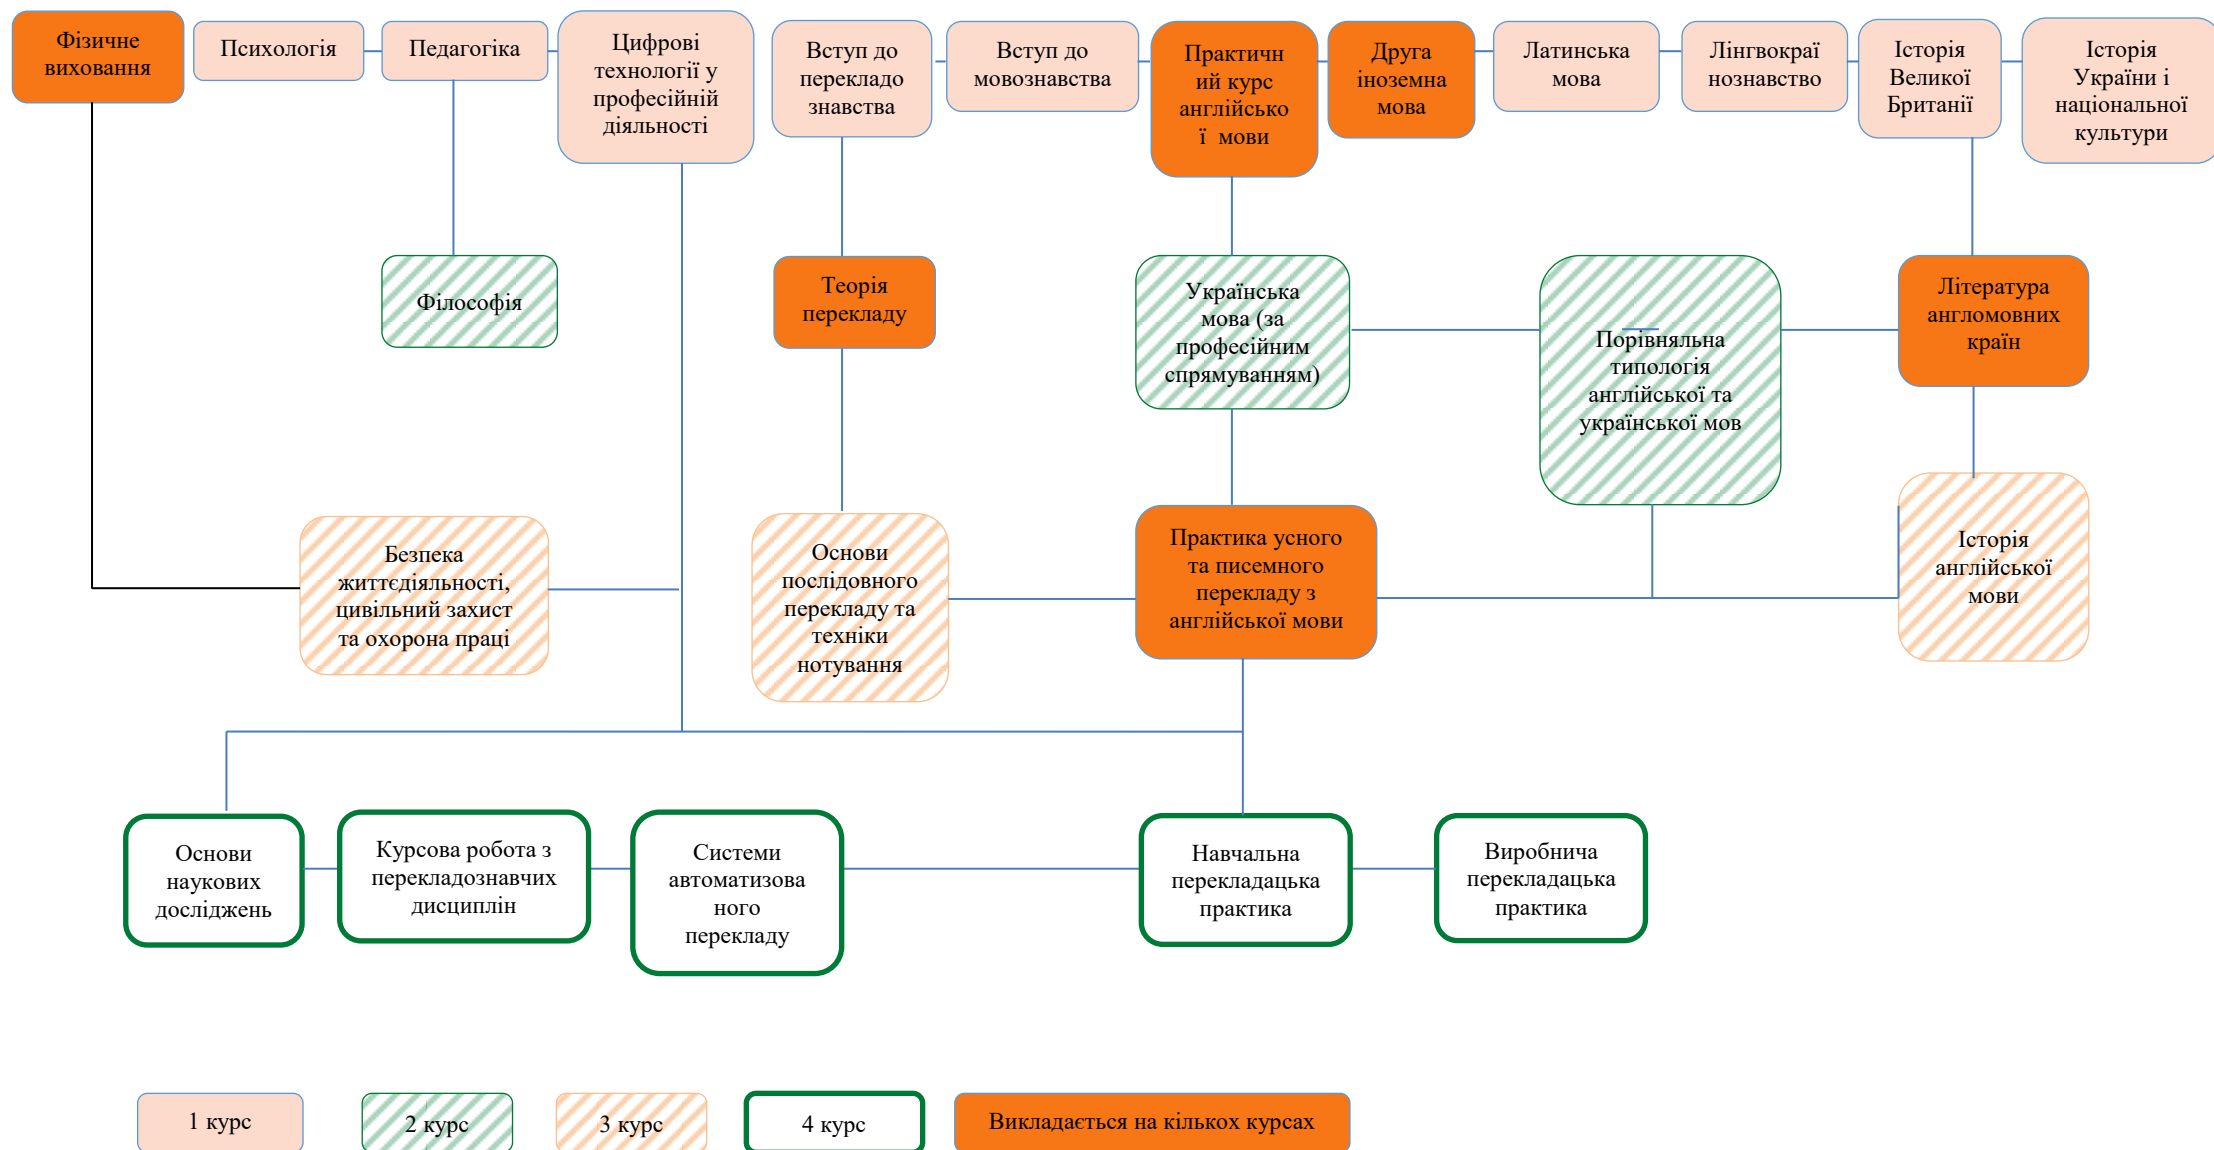 Фізичне
виховання
Психологія
Педагогіка
Цифрові
технології у
професійній
діяльності
Вступ до
перекладо
знавства
Вступ до
мовознавства
Практичн
ий курс
англійсько
ї мови
Друга
іноземна
мова
Латинська
мова
Лінгвокраї
нознавство
Історія
Великої
Британії
Історія
України і
національної
культури
Філософія
Теорія
перекладу
Українська
мова (за
професійним
спрямуванням)
Порівняльна
типологія
англійської та
української мов
Література
англомовних
країн
Безпека
життєдіяльності,
цивільний захист
та охорона праці
Основи
послідовного
перекладу та
техніки
нотування
Практика усного
та писемного
перекладу з
англійської мови
Історія
англійської
мови
Основи
наукових
досліджень
Курсова робота з
перекладознавчих
дисциплін
Системи
автоматизова
ного
перекладу
Навчальна
перекладацька
практика
Виробнича
перекладацька
практика
1 курс
2 курс
3 курс
4 курс
Викладається на кількох курсах